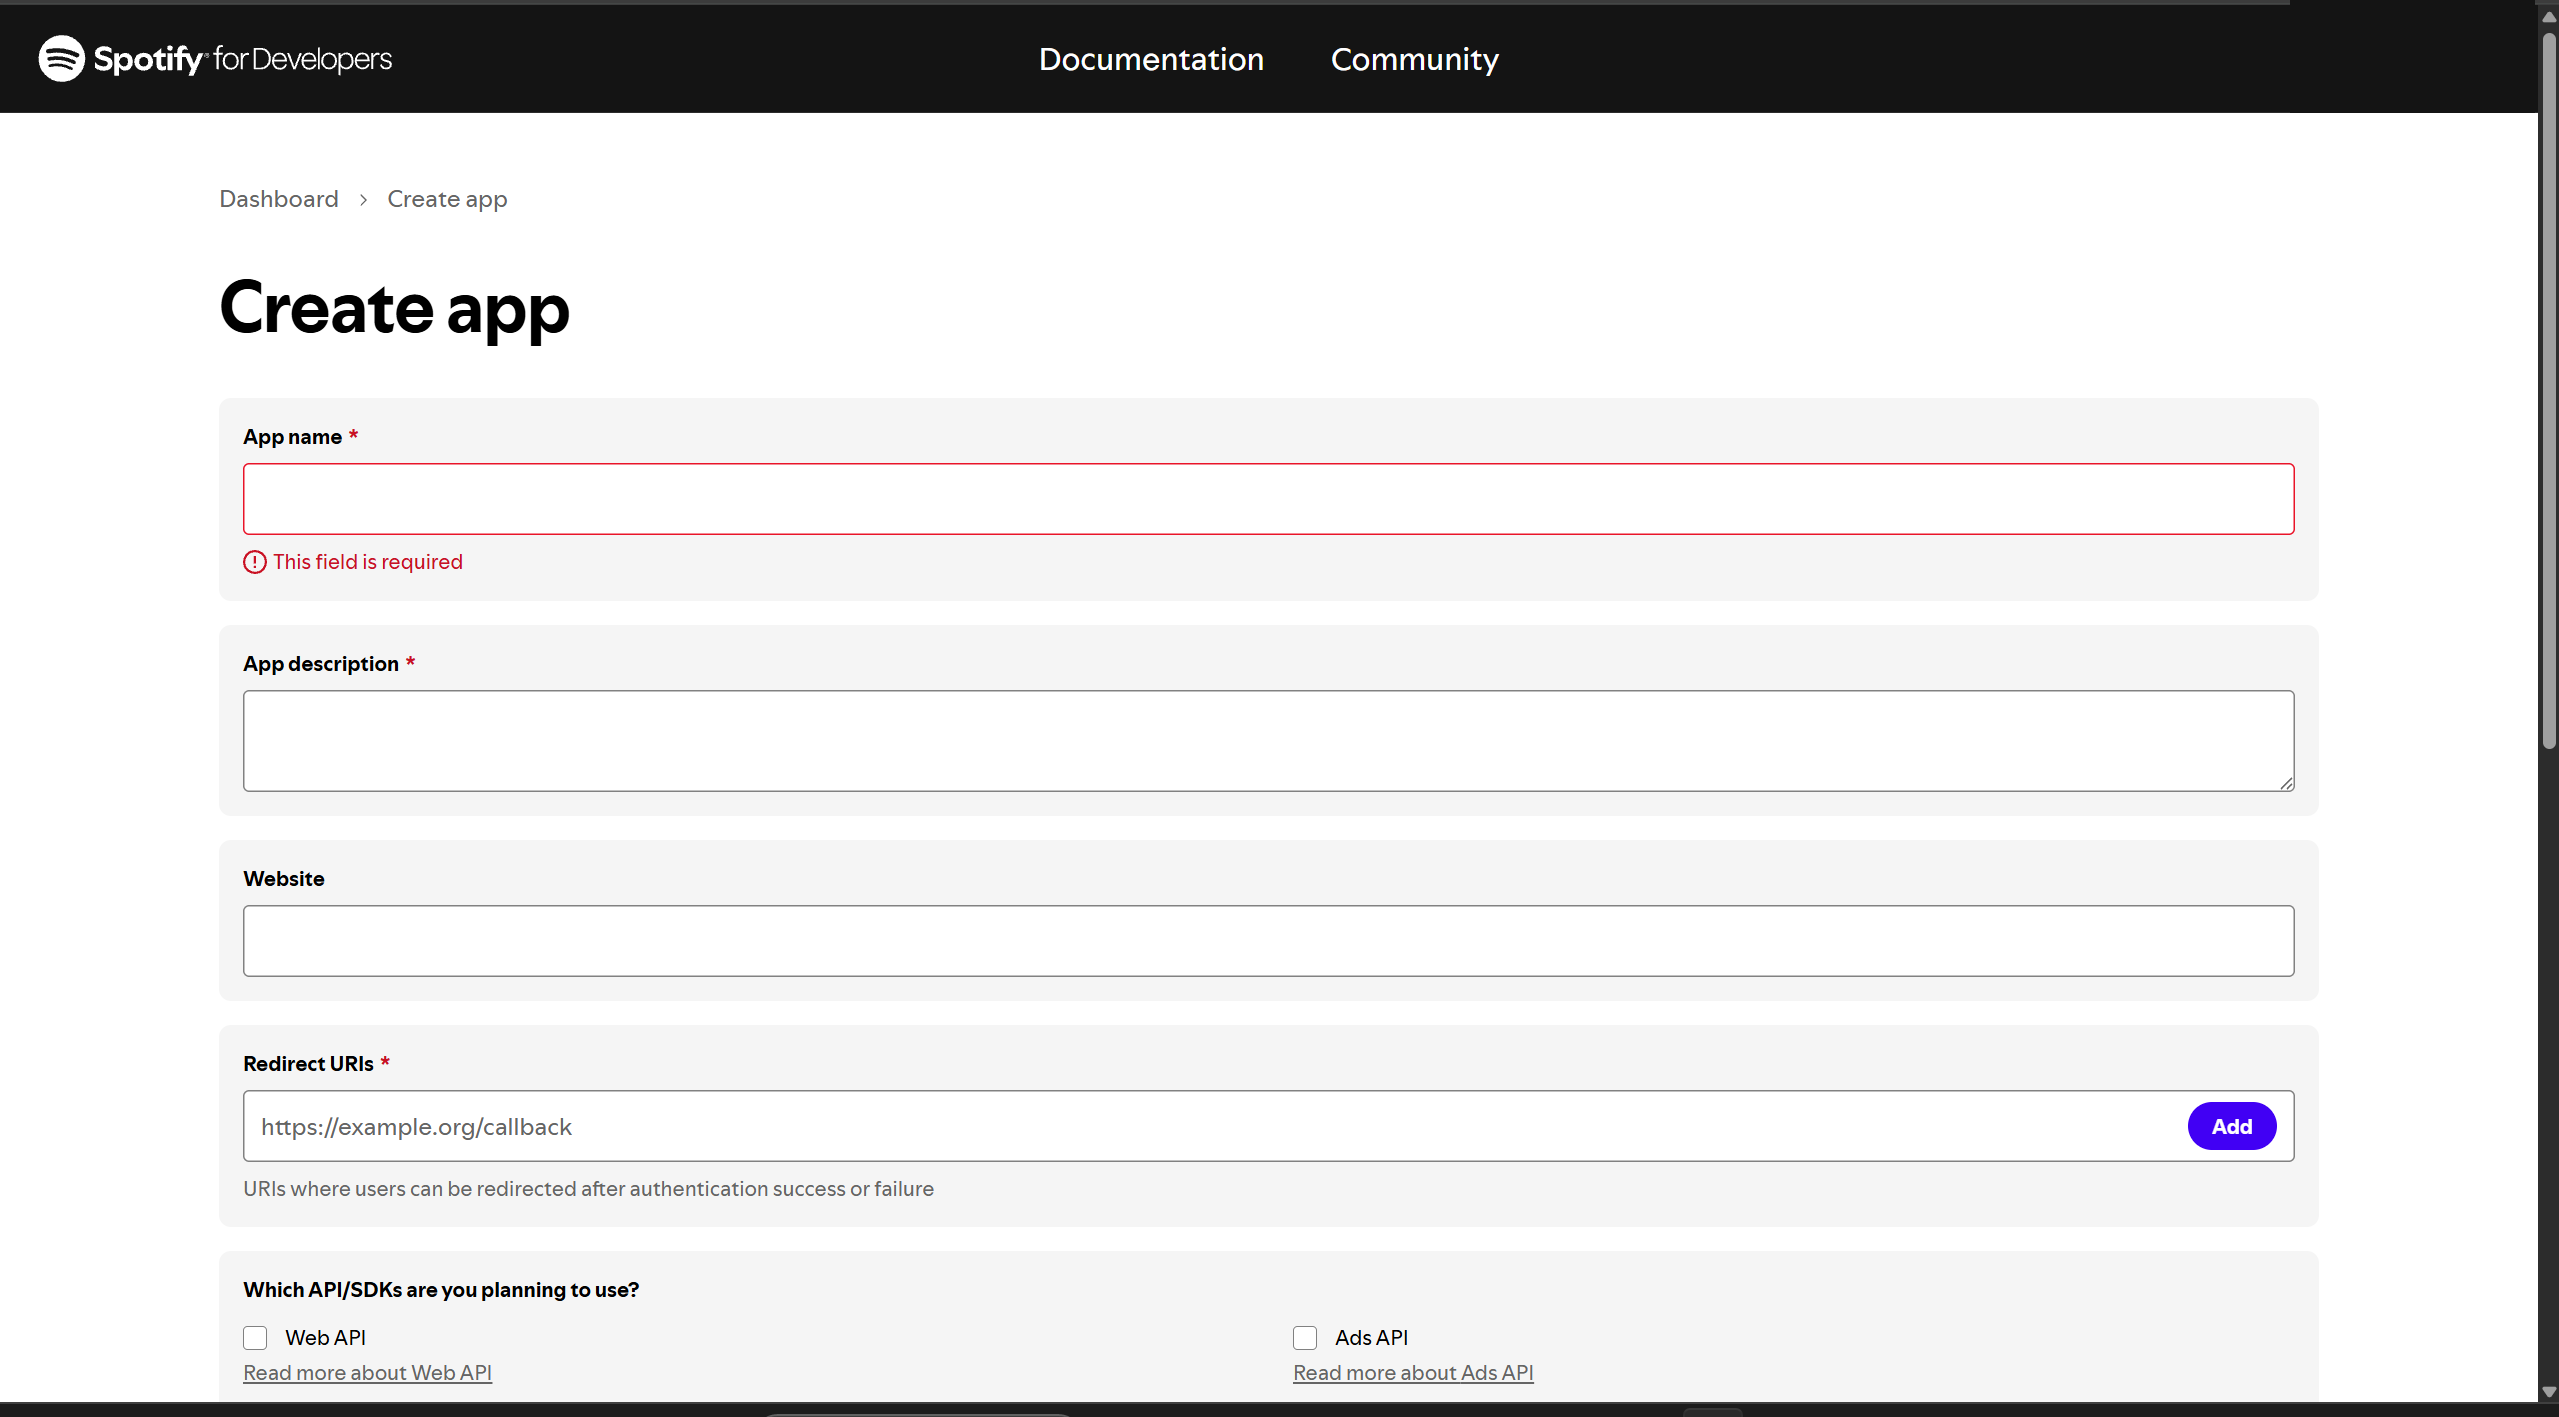 Spotify for Developers
Documentation
Community
Dashboard > Create app
Create app
App name *
This field is required
App description *
Website
Redirect URIs *
https://example.org/callback
Add
URIs where users can be redirected after authentication success or failure
Which API/SDKs are you planning to use?
Web API
Read more about Web API
Ads API
Read more about Ads API